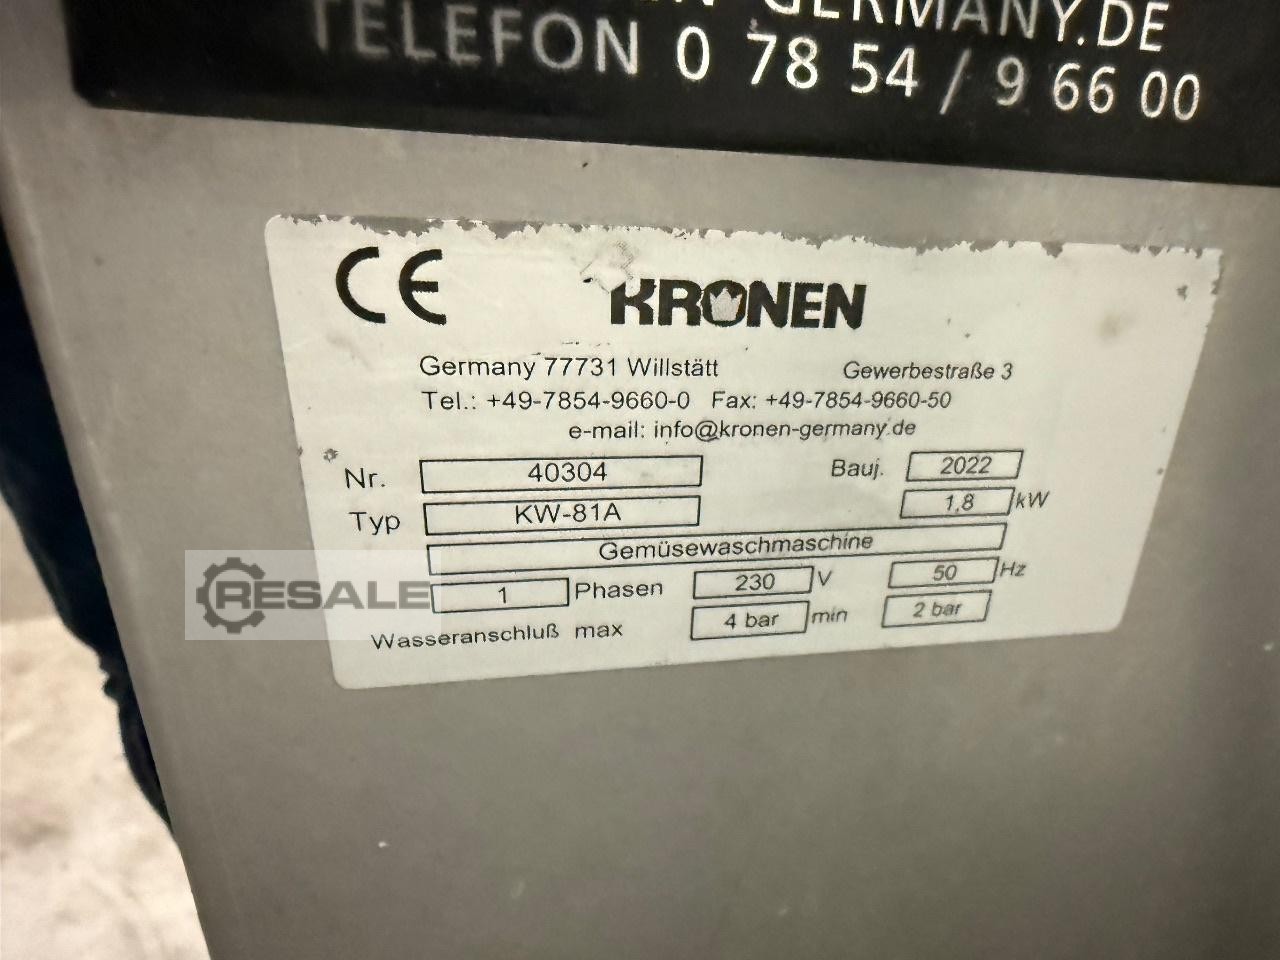 GERMANY.DE
TELEFON 0 78 54 / 9 66 00
CE KRONEN
Germany 77731 Willstätt Gewerbestraße 3
Tel.: +49-7854-9660-0 Fax: +49-7854-9660-50
e-mail: info@kronen-germany.de
Nr. 40304 Bauj. 2022
Typ KW-81A 1,8 kW
Gemüsewaschmaschine
1 Phasen 230 V 50 Hz
Wasseranschluß max 4 bar min 2 bar
RESALE